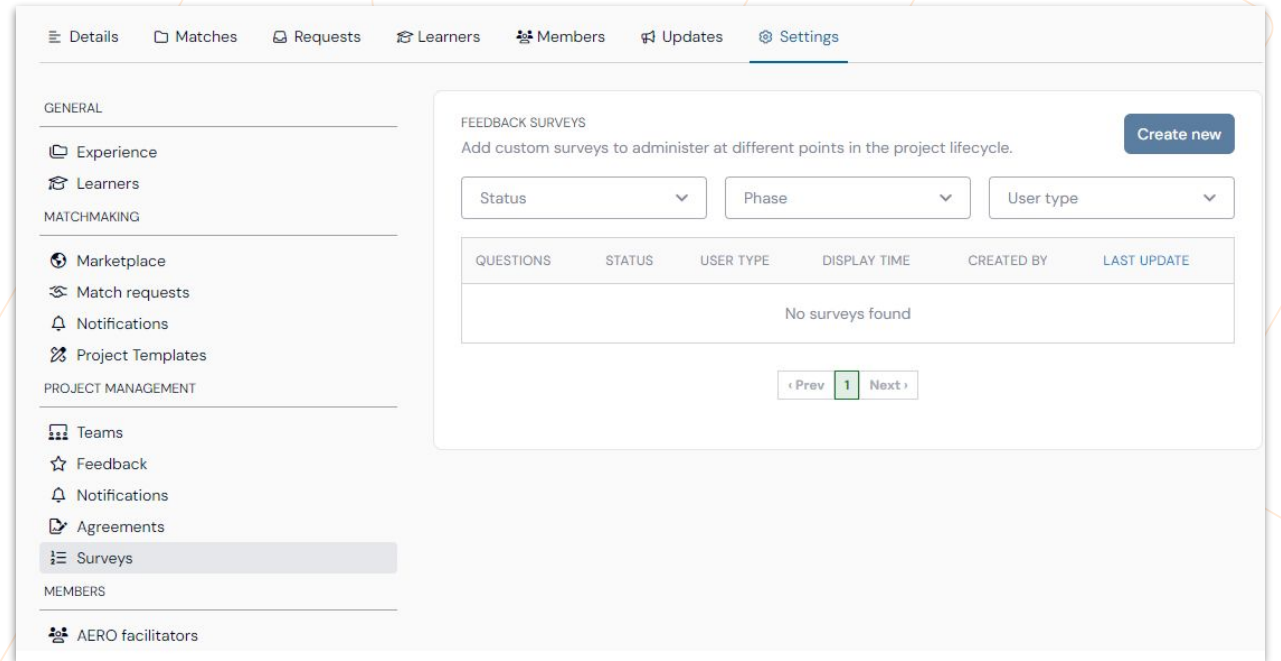 Details Matches Requests Learners Members Updates Settings
GENERAL
Experience
Learners
MATCHMAKING
Marketplace
Match requests
Notifications
Project Templates
PROJECT MANAGEMENT
Teams
Feedback
Notifications
Agreements
Surveys
MEMBERS
AERO facilitators
FEEDBACK SURVEYS
Add custom surveys to administer at different points in the project lifecycle.
Create new
Status Phase User type
QUESTIONS STATUS USER TYPE DISPLAY TIME CREATED BY LAST UPDATE
No surveys found
‹ Prev 1 Next ›